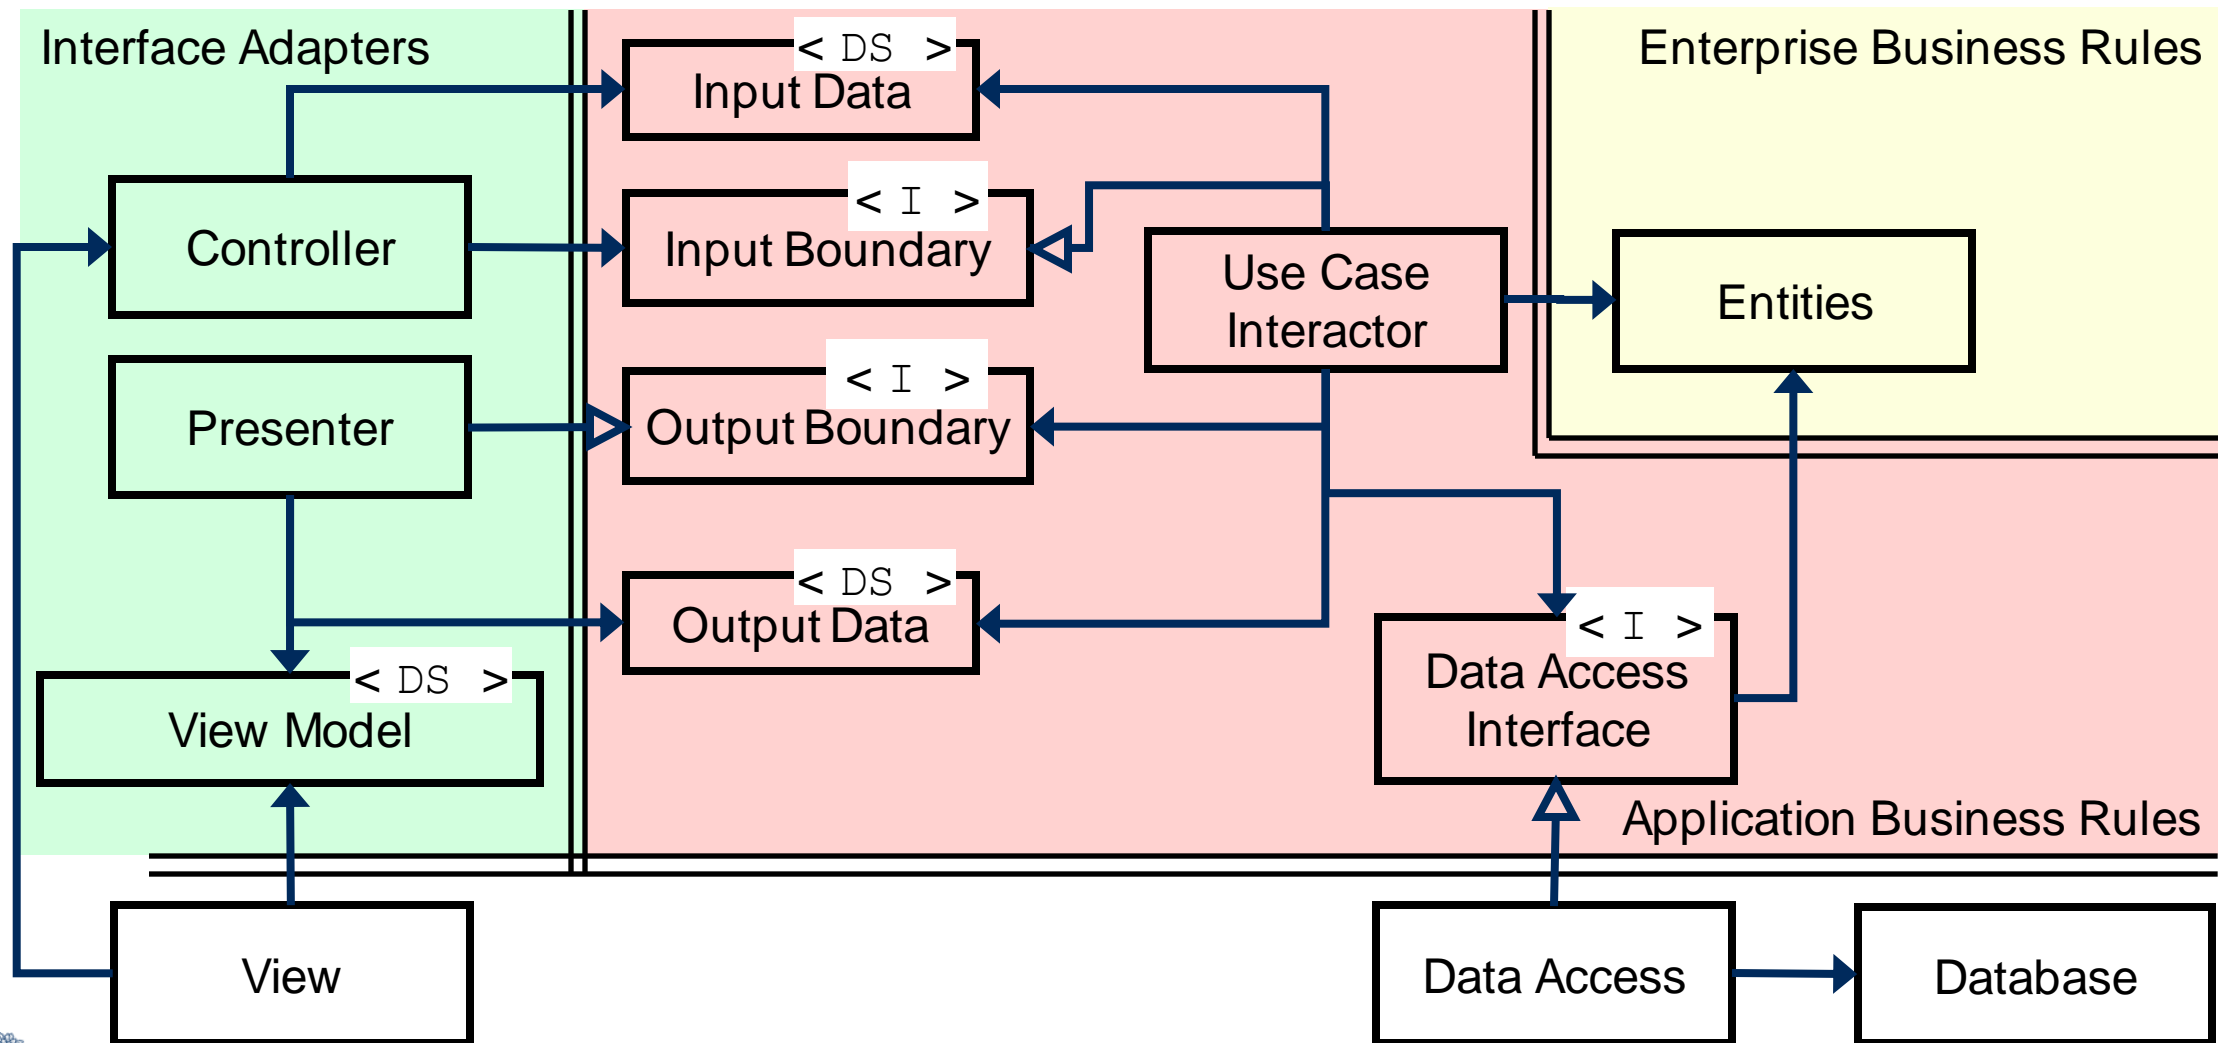 Interface Adapters
Enterprise Business Rules
< DS >
Input Data
< I >
Controller
Input Boundary
Use Case
Interactor
Entities
< I >
Presenter
Output Boundary
< DS >
Output Data
< I >
Data Access
Interface
< DS >
View Model
Application Business Rules
View
Data Access
Database